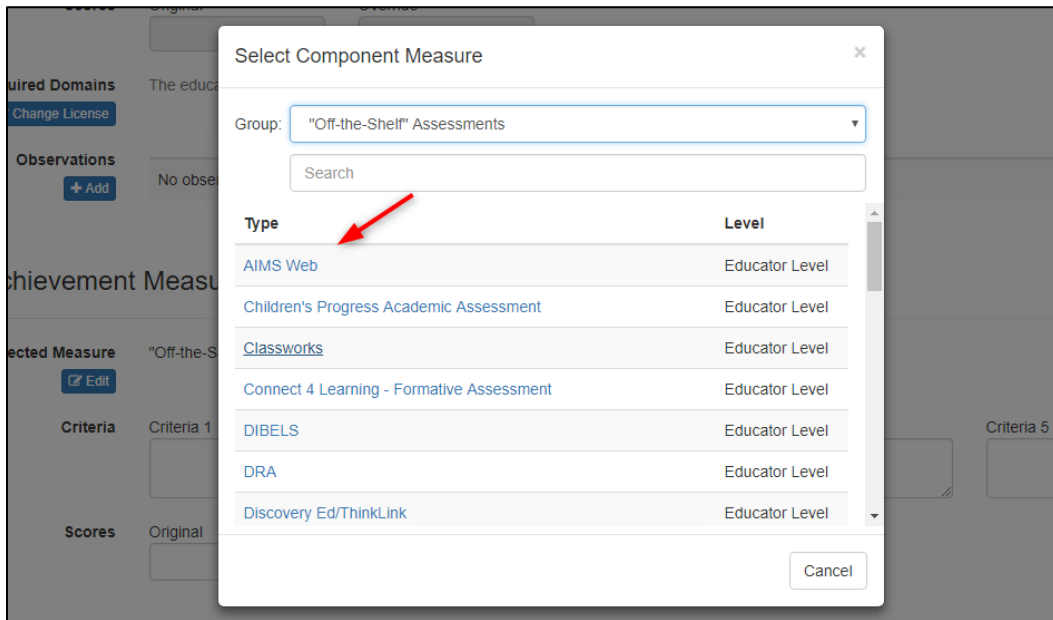 Select Component Measure ×
uired Domains The educa
Change License
Group: "Off-the-Shelf" Assessments
Observations
+ Add No obser
Search
Type Level
AIMS Web Educator Level
chievement Measu
Children's Progress Academic Assessment Educator Level
ected Measure "Off-the-S
Classworks Educator Level
Edit
Connect 4 Learning - Formative Assessment Educator Level
Criteria Criteria 1 Criteria 5
DIBELS Educator Level
DRA Educator Level
Discovery Ed/ThinkLink Educator Level
Scores Original
Cancel